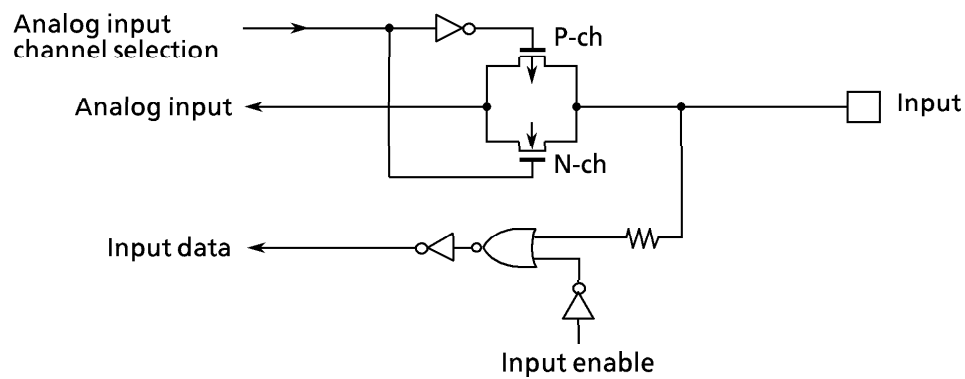 Analog input
channel selection
P-ch
Analog input
Input
N-ch
Input data
Input enable